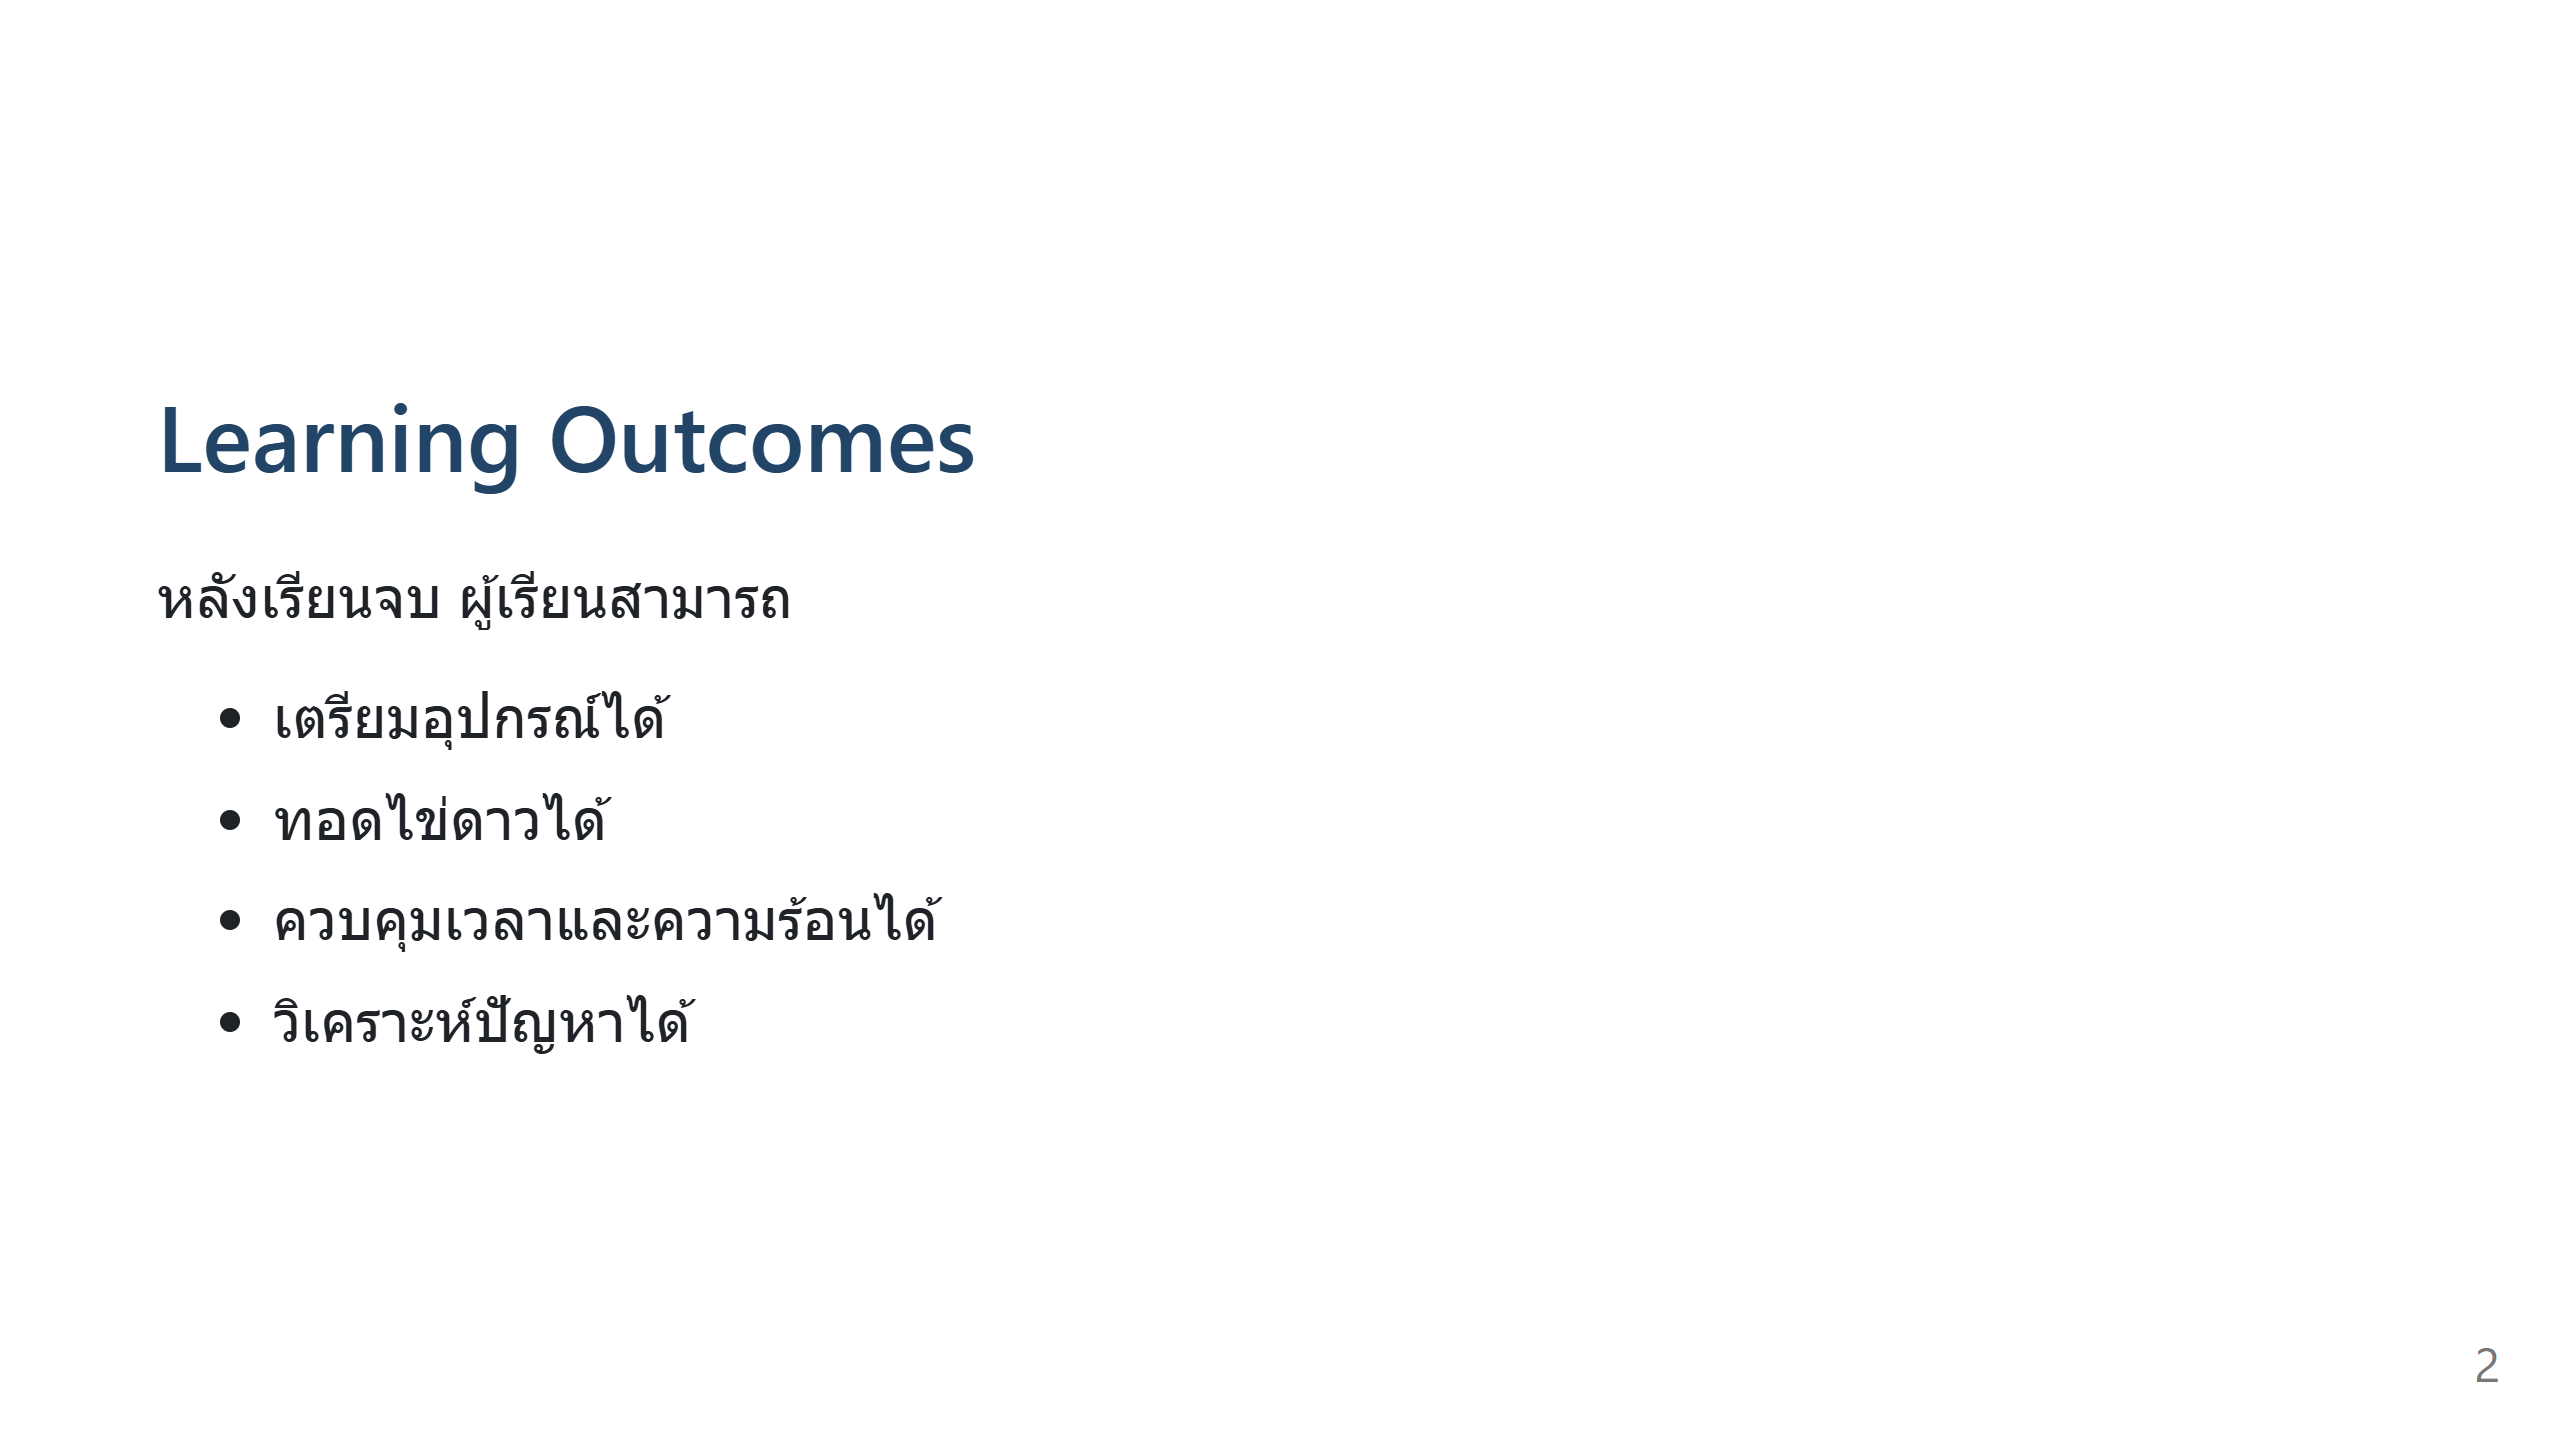 Learning Outcomes
หลังเรียนจบ ผู้เรียนสามารถ
• เตรียมอุปกรณ์ได้
• ทอดไข่ดาวได้
• ควบคุมเวลาและความร้อนได้
• วิเคราะห์ปัญหาได้
2